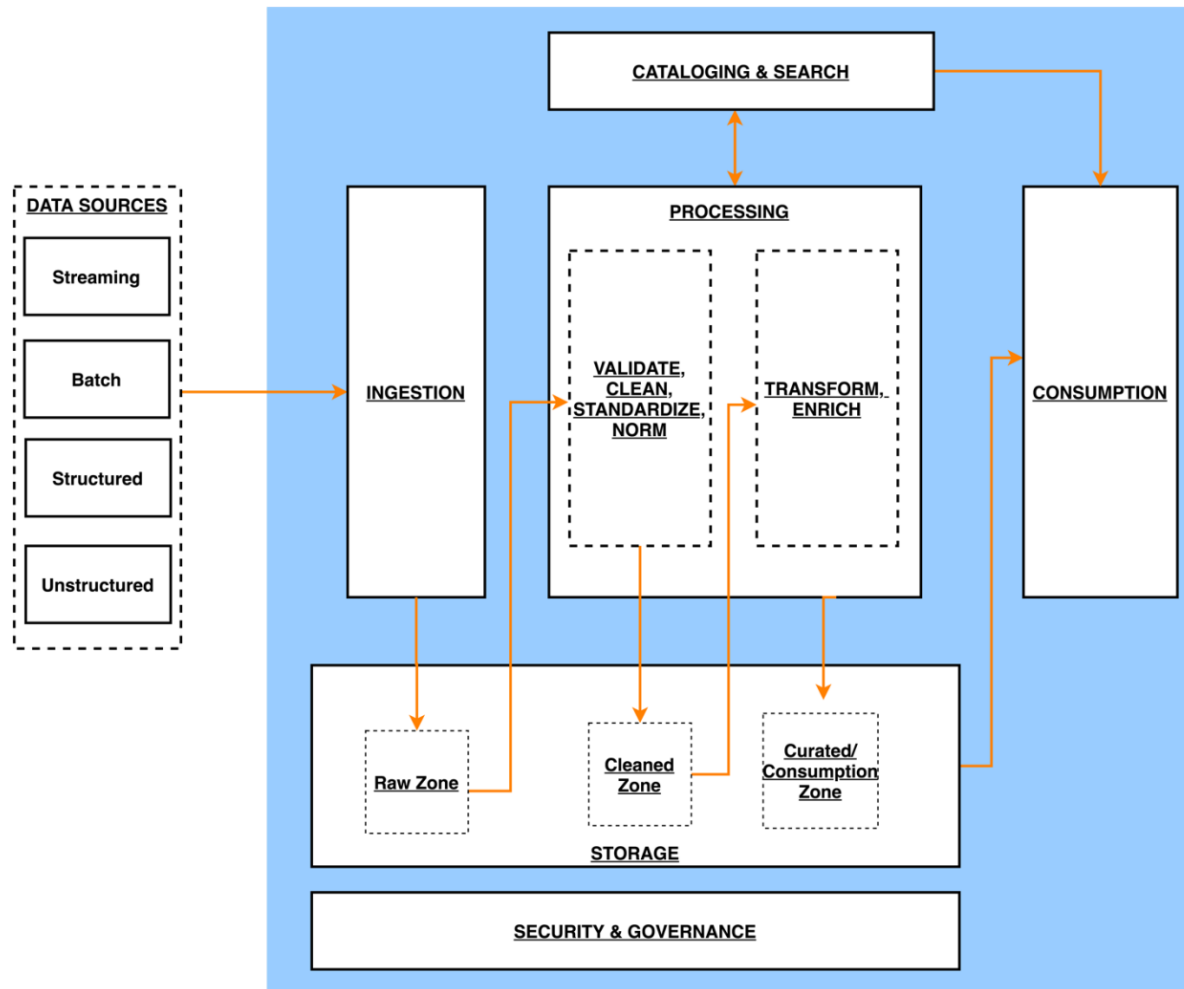 CATALOGING & SEARCH
DATA SOURCES
Streaming
Batch
Structured
Unstructured
INGESTION
PROCESSING
VALIDATE,
CLEAN,
STANDARDIZE,
NORM
TRANSFORM,
ENRICH
CONSUMPTION
Raw Zone
Cleaned
Zone
Curated/
Consumption
Zone
STORAGE
SECURITY & GOVERNANCE